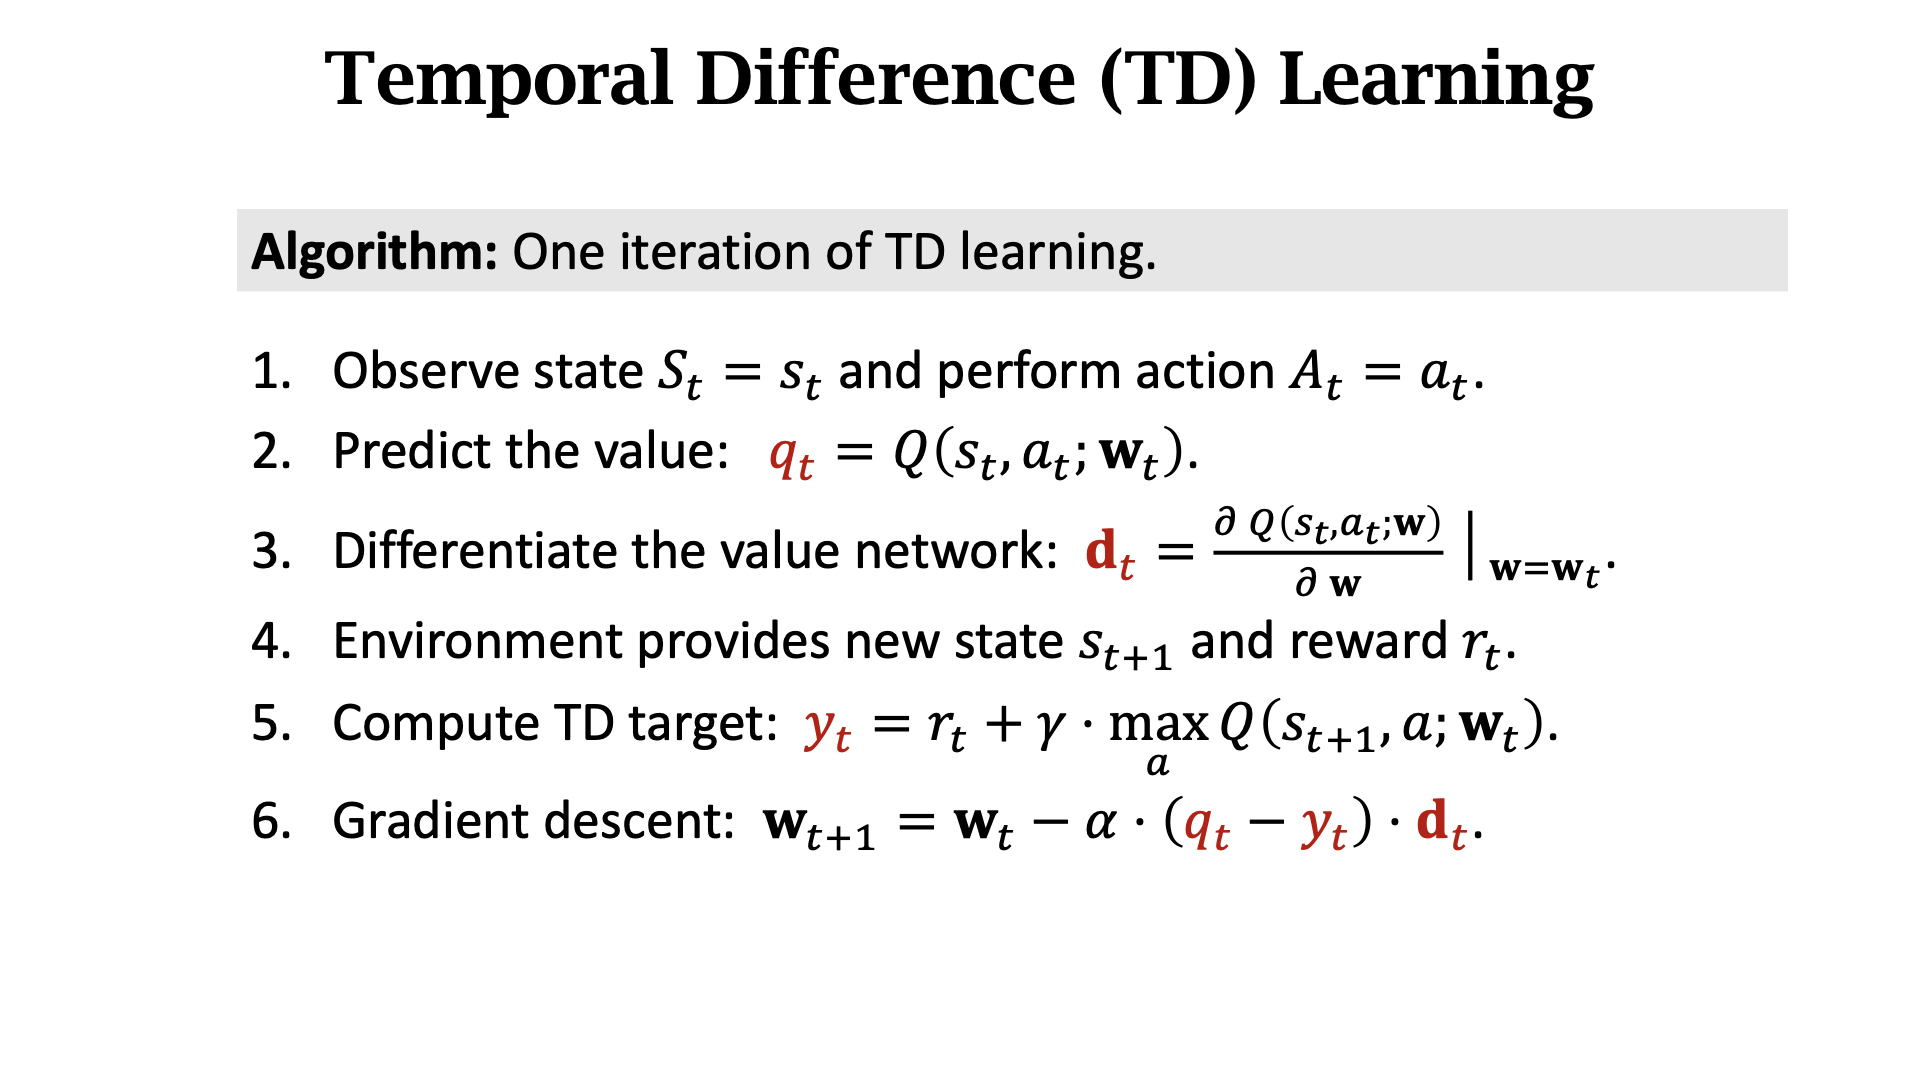 Temporal Difference (TD) Learning
Algorithm: One iteration of TD learning.
1. Observe state $S_t = s_t$ and perform action $A_t = a_t$.
2. Predict the value: $q_t = Q(s_t, a_t; \mathbf{w}_t)$.
3. Differentiate the value network: $\mathbf{d}_t = \frac{\partial Q(s_t,a_t;\mathbf{w})}{\partial \mathbf{w}} \big|_{\mathbf{w}=\mathbf{w}_t}$.
4. Environment provides new state $s_{t+1}$ and reward $r_t$.
5. Compute TD target: $y_t = r_t + \gamma \cdot \max_a Q(s_{t+1}, a; \mathbf{w}_t)$.
6. Gradient descent: $\mathbf{w}_{t+1} = \mathbf{w}_t - \alpha \cdot (q_t - y_t) \cdot \mathbf{d}_t$.